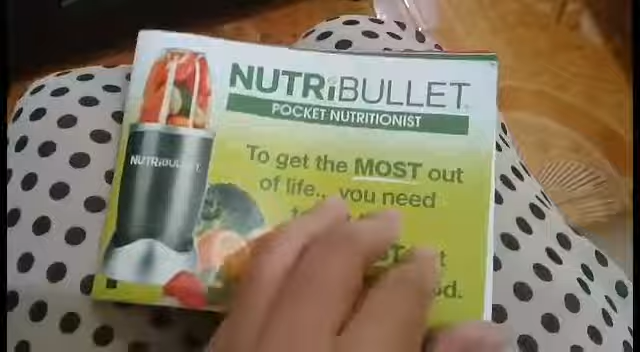 NUTRiBULLET.
POCKET NUTRITIONIST
NUTRiBULLET.
To get the MOST out
of life... you need